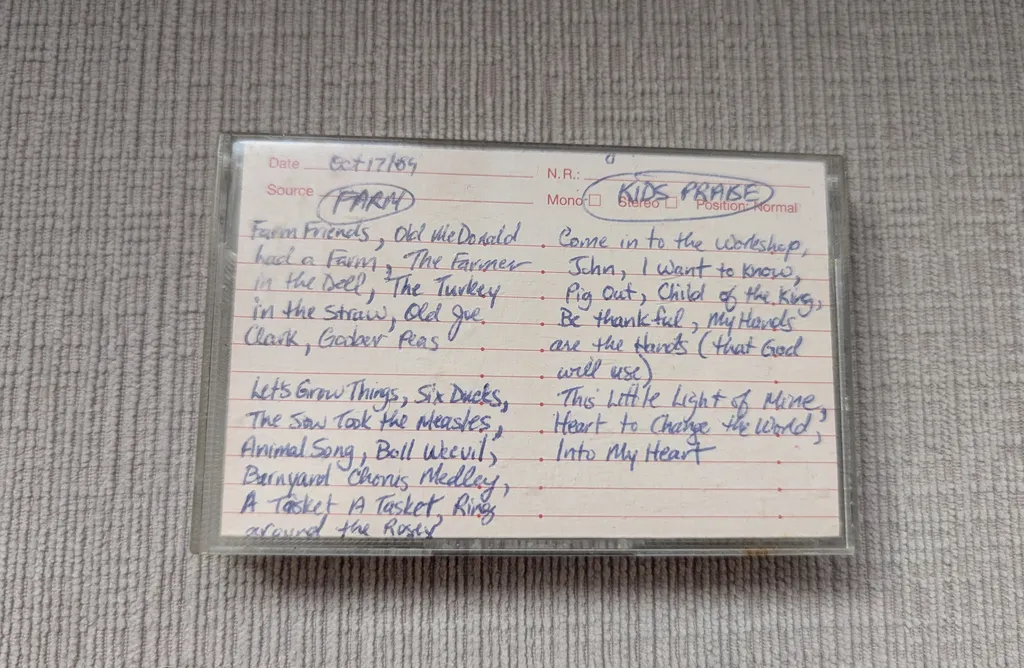 Date Oct 17/09
Source FARM
Farm Friends, Old McDonald
had a Farm, The Farmer
in the Dell, The Turkey
in the Straw, Old Joe
Clark, Goober Peas
Let's Grow Things, Six Ducks,
The Sow Took the Measles,
Animal Song, Boll Weevil,
Barnyard Chorus Medley,
A Tasket A Tasket, Ring
around the Rosey
N.R.:
Mono Stereo Position: Normal
KIDS PRAISE
Come in to the workshop,
John, I want to know,
Pig Out, Child of the King,
Be thankful, My Hands
are the Hands (that God
will use)
This Little Light of Mine,
Heart to Change the World,
Into My Heart